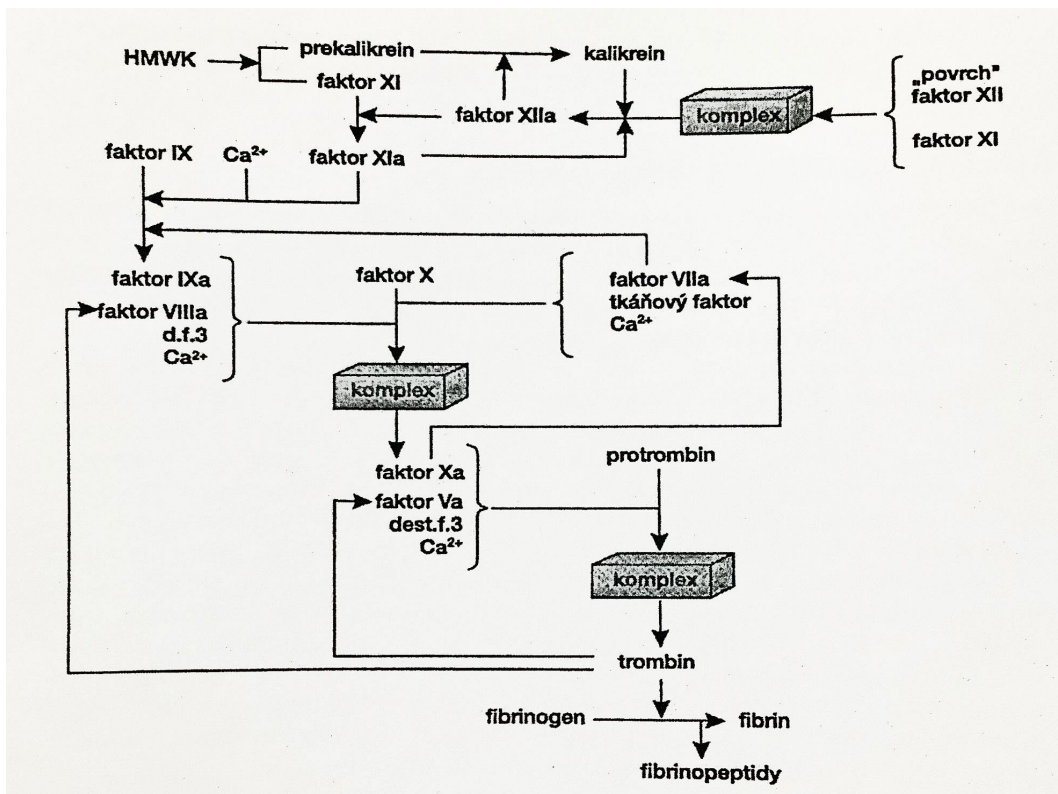 HMWK
prekalikrein
kalikrein
faktor XI
„povrch"
faktor XII
faktor XIIa
komplex
faktor XI
faktor IX
Ca²⁺
faktor XIa
faktor IXa
faktor X
faktor VIIa
faktor VIIIa
tkáňový faktor
d.f.3
Ca²⁺
Ca²⁺
komplex
faktor Xa
protrombin
faktor Va
dest.f.3
Ca²⁺
komplex
trombin
fibrinogen
fibrin
fibrinopeptidy